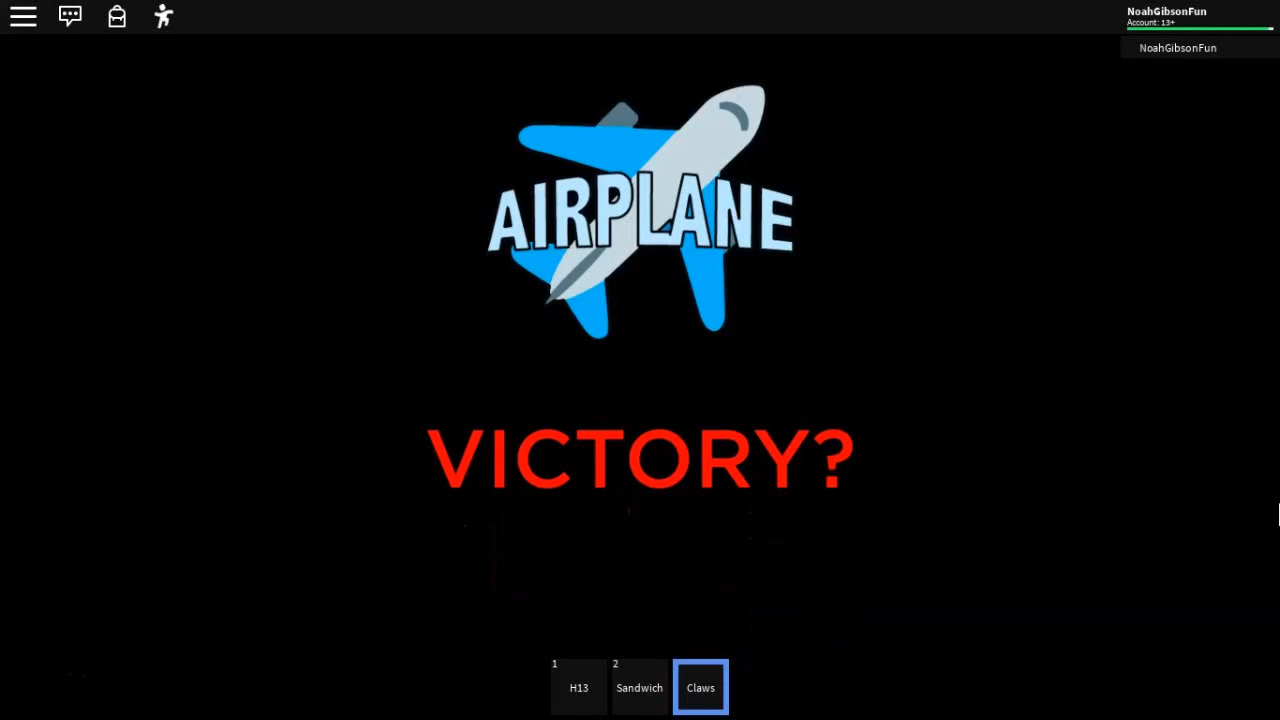 NoahGibsonFun
Account: 13+
NoahGibsonFun
AIRPLANE
VICTORY?
1
2
H13
Sandwich
Claws